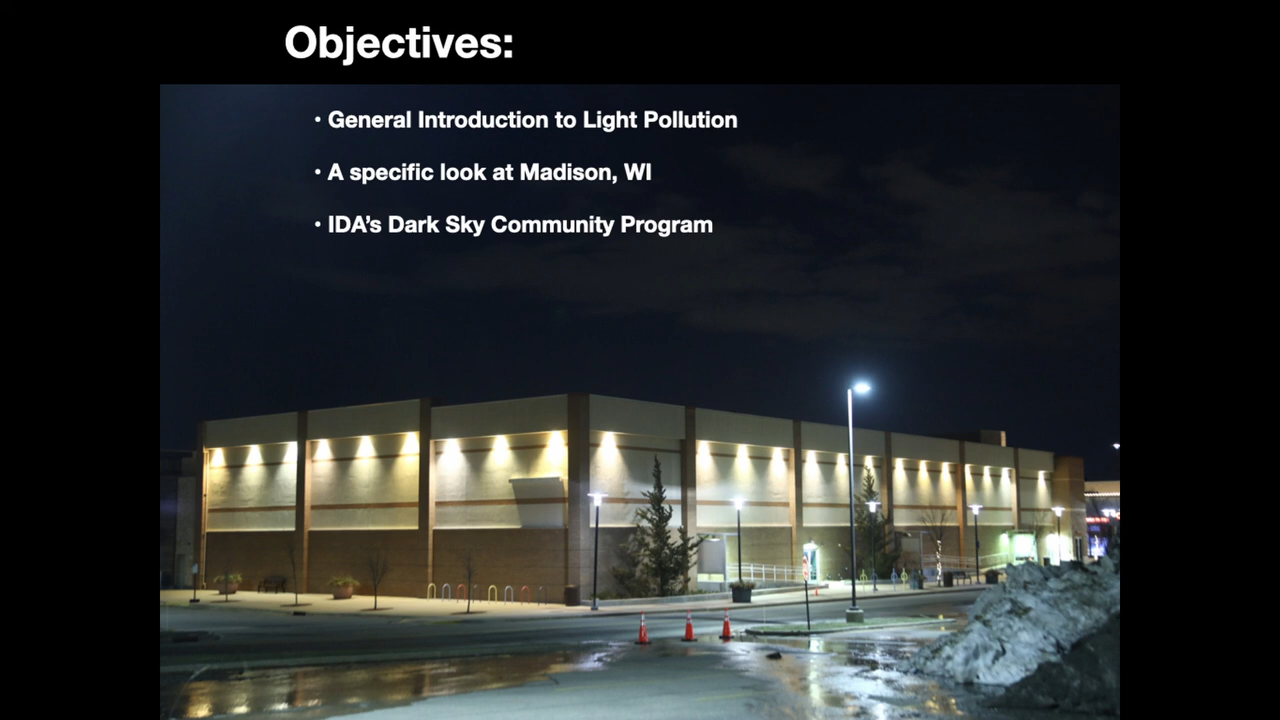 Objectives:
• General Introduction to Light Pollution
• A specific look at Madison, WI
• IDA's Dark Sky Community Program